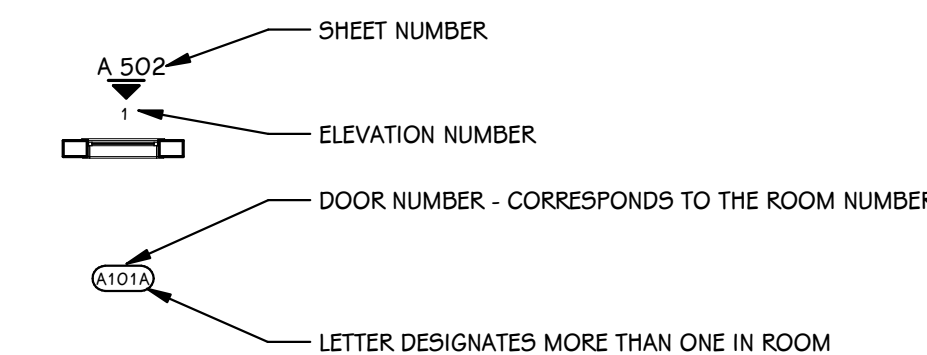 SHEET NUMBER
A 502
1
ELEVATION NUMBER
DOOR NUMBER - CORRESPONDS TO THE ROOM NUMBER
A101A
LETTER DESIGNATES MORE THAN ONE IN ROOM